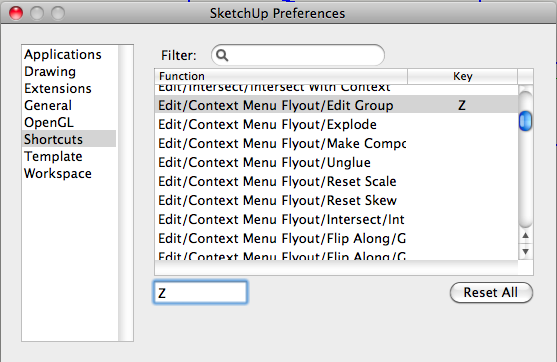 SketchUp Preferences
Applications
Drawing
Extensions
General
OpenGL
Shortcuts
Template
Workspace
Filter:
Function Key
Edit/Intersect/Intersect With Context
Edit/Context Menu Flyout/Edit Group Z
Edit/Context Menu Flyout/Explode
Edit/Context Menu Flyout/Make Compo
Edit/Context Menu Flyout/Unglue
Edit/Context Menu Flyout/Reset Scale
Edit/Context Menu Flyout/Reset Skew
Edit/Context Menu Flyout/Intersect/Int
Edit/Context Menu Flyout/Flip Along/G
Edit/Context Menu Flyout/Flip Along/G
Z
Reset All